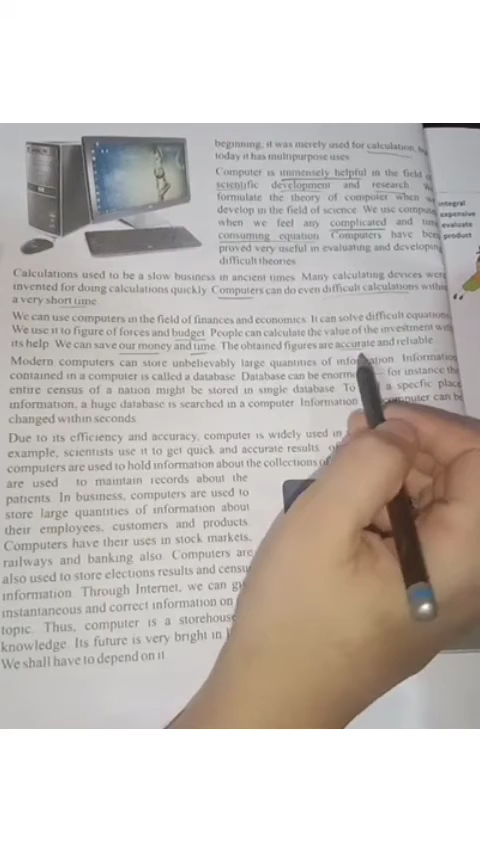 beginning, it was merely used for calculation,
today it has multipurpose uses
Computer is immensely helpful in the field of
scientific development and research
formulate the theory of computer when
develop in the field of science. We use
when we feel any complicated and
consuming equation Computers have been
proved very useful in evaluating and developing
difficult theories
integral
expensive
evaluate
product
Calculations used to be a slow business in ancient times. Many calculating devices were
invented for doing calculations quickly. Computers can do even difficult calculations within
a very short time
We can use computers in the field of finances and economics. It can solve difficult equations
We use it to figure of forces and budget. People can calculate the value of the investment with
its help. We can save our money and time. The obtained figures are accurate and reliable.
Modern computers can store unbelievably large quantities of information Information
contained in a computer is called a database. Database can be for instance the
entire census of a nation might be stored in single database. To a specfic place
information, a huge database is searched in a computer Information computer can be
changed within seconds
Due to its efficiency and accuracy, computer is widely used in
example, scientists use it to get quick and accurate results.
computers are used to hold information about the collections of
are used to maintain records about the
patients. In business, computers are used to
store large quantities of information about
their employees, customers and products.
Computers have their uses in stock markets,
railways and banking also. Computers are
also used to store elections results and
information. Through Internet, we can
instantaneous and correct information on
topic. Thus, computer is a
knowledge. Its future is very bright in
We shall have to depend on it